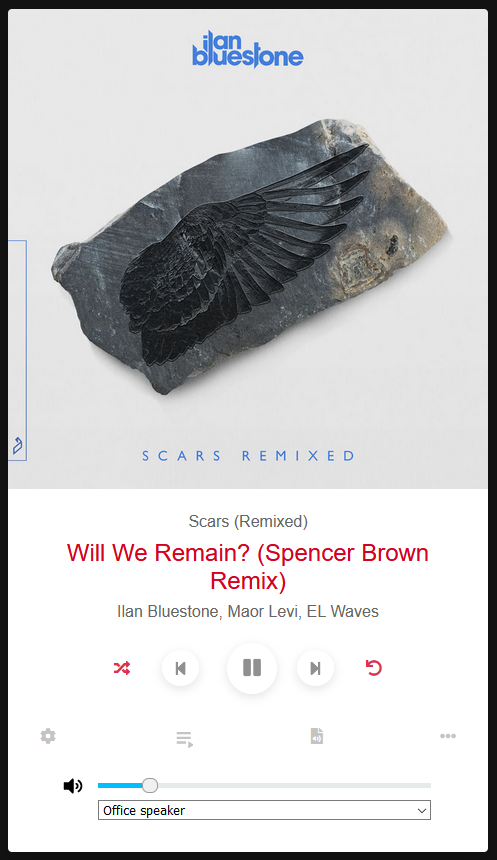 ilan
bluestone
SCARS REMIXED
Scars (Remixed)
Will We Remain? (Spencer Brown
Remix)
Ilan Bluestone, Maor Levi, EL Waves
Office speaker